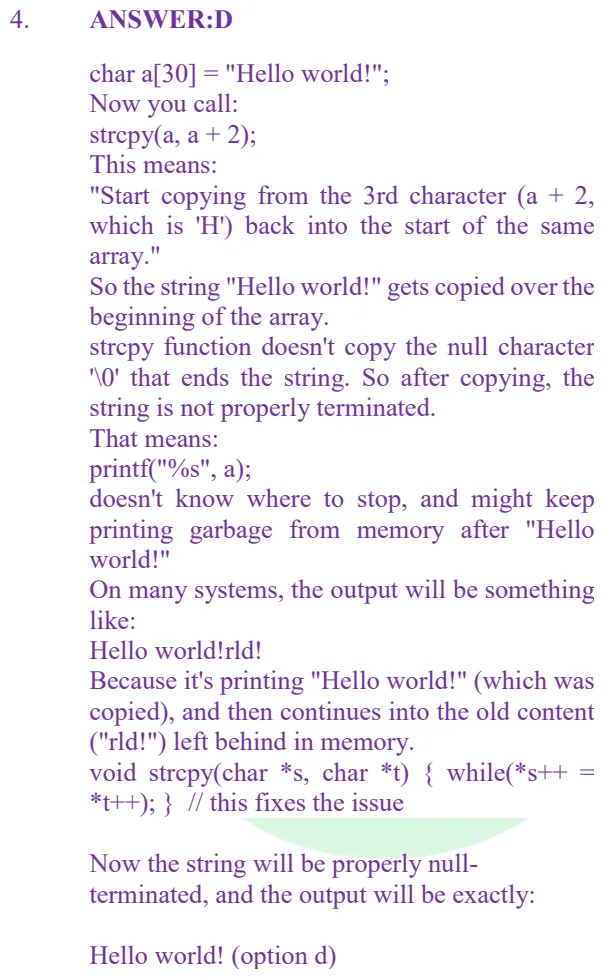 4. ANSWER:D
char a[30] = "Hello world!";
Now you call:
strcpy(a, a + 2);
This means:
"Start copying from the 3rd character (a + 2,
which is 'H') back into the start of the same
array."
So the string "Hello world!" gets copied over the
beginning of the array.
strcpy function doesn't copy the null character
'\0' that ends the string. So after copying, the
string is not properly terminated.
That means:
printf("%s", a);
doesn't know where to stop, and might keep
printing garbage from memory after "Hello
world!"
On many systems, the output will be something
like:
Hello world!rld!
Because it's printing "Hello world!" (which was
copied), and then continues into the old content
("rld!") left behind in memory.
void strcpy(char *s, char *t) { while(*s++ =
*t++); } // this fixes the issue
Now the string will be properly null-
terminated, and the output will be exactly:
Hello world! (option d)